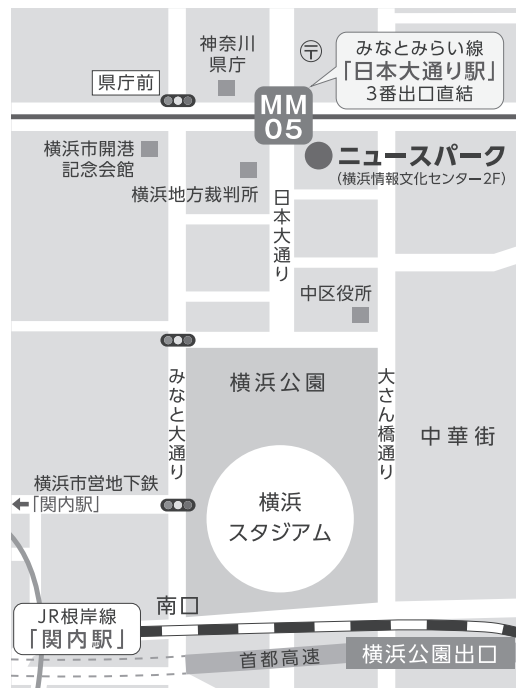 神奈川
県庁
〒
みなとみらい線
「日本大通り駅」
3番出口直結
県庁前
MM
05
横浜市開港
記念会館
ニュースパーク
(横浜情報文化センター2F)
横浜地方裁判所
日本大通り
中区役所
横浜公園
みなと大通り
大さん橋通り
中華街
横浜市営地下鉄
「関内駅」
横浜
スタジアム
南口
JR根岸線
「関内駅」
首都高速
横浜公園出口